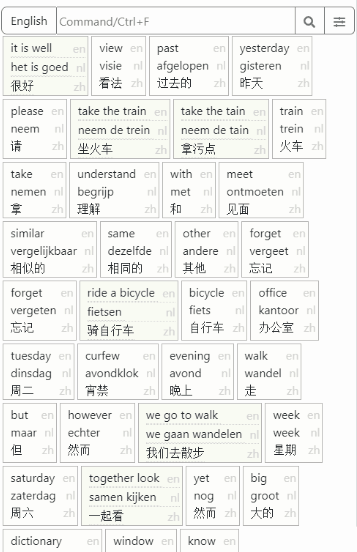 English Command/Ctrl+F
it is well en
het is goed nl
很好 zh
view en
visie nl
看法 zh
past en
afgelopen nl
过去的 zh
yesterday en
gisteren nl
昨天 zh
please en
neem nl
请 zh
take the train en
neem de trein nl
坐火车 zh
take the tain en
neem de tain nl
拿污点 zh
train en
trein nl
火车 zh
take en
nemen nl
拿 zh
understand en
begrijp nl
理解 zh
with en
met nl
和 zh
meet en
ontmoeten nl
见面 zh
similar en
vergelijkbaar nl
相似的 zh
same en
dezelfde nl
相同的 zh
other en
andere nl
其他 zh
forget en
vergeet nl
忘记 zh
forget en
vergeten nl
忘记 zh
ride a bicycle en
fietsen nl
骑自行车 zh
bicycle en
fiets nl
自行车 zh
office en
kantoor nl
办公室 zh
tuesday en
dinsdag nl
周二 zh
curfew en
avondklok nl
宵禁 zh
evening en
avond nl
晚上 zh
walk en
wandel nl
走 zh
but en
maar nl
但 zh
however en
echter nl
然而 zh
we go to walk en
we gaan wandelen nl
我们去散步 zh
week en
week nl
星期 zh
saturday en
zaterdag nl
周六 zh
together look en
samen kijken nl
一起看 zh
yet en
nog nl
然而 zh
big en
groot nl
大的 zh
dictionary en
window en
know en